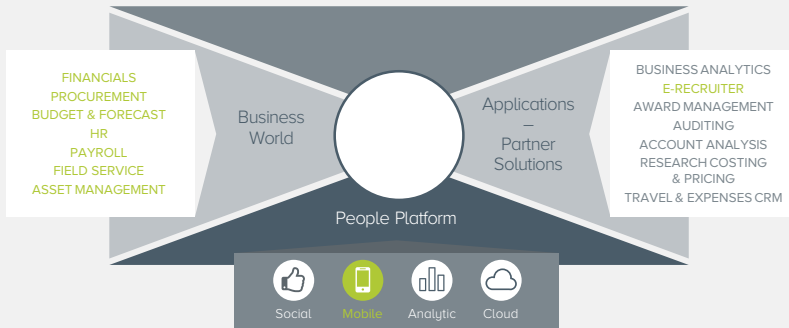 FINANCIALS
PROCUREMENT
BUDGET & FORECAST
HR
PAYROLL
FIELD SERVICE
ASSET MANAGEMENT
Business
World
Applications
–
Partner
Solutions
BUSINESS ANALYTICS
E-RECRUITER
AWARD MANAGEMENT
AUDITING
ACCOUNT ANALYSIS
RESEARCH COSTING
& PRICING
TRAVEL & EXPENSES CRM
People Platform
Social
Mobile
Analytic
Cloud